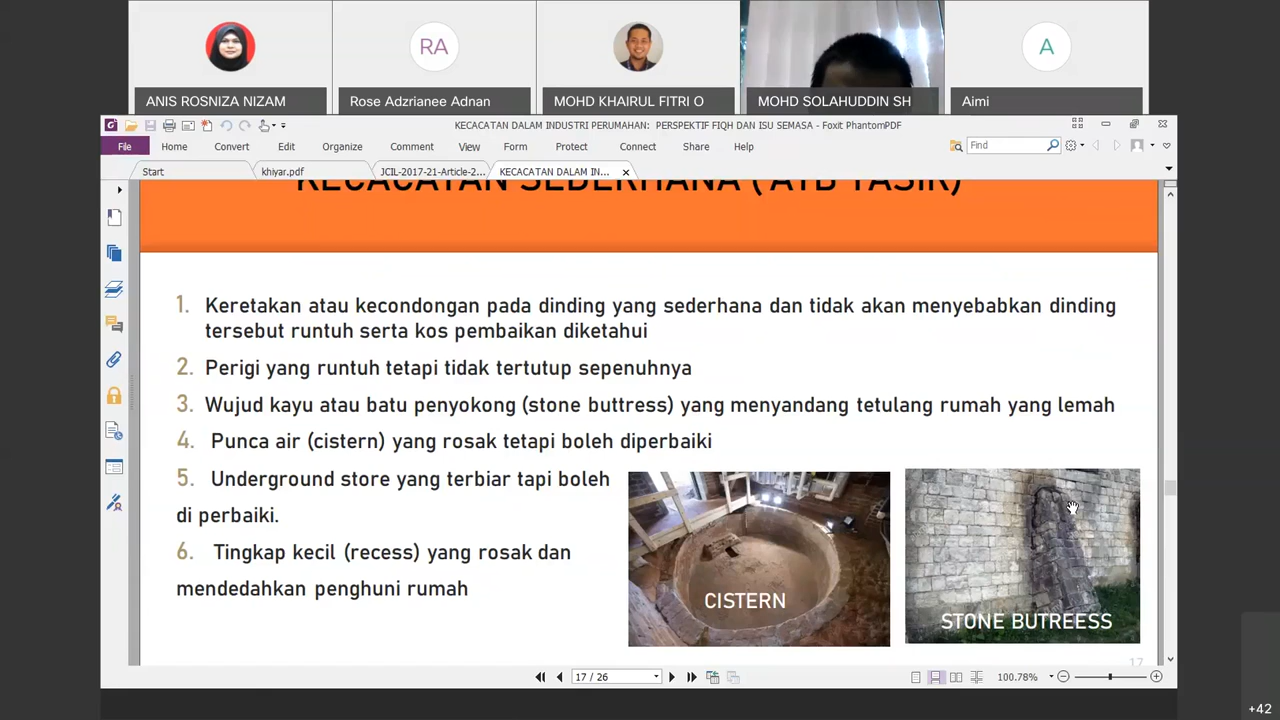 RA
A
ANIS ROSNIZA NIZAM
Rose Adzrianee Adnan
MOHD KHAIRUL FITRI O
MOHD SOLAHUDDIN SH
Aimi
KECACATAN DALAM INDUSTRI PERUMAHAN: PERSPEKTIF FIQH DAN ISU SEMASA - Foxit PhantomPDF
File Home Convert Edit Organize Comment View Form Protect Connect Share Help Find
Start khiyar.pdf JCIL-2017-21-Article-2... KECACATAN DALAM IN...
KECACATAN SEDERHANA ('AYB YASIR)
1. Keretakan atau kecondongan pada dinding yang sederhana dan tidak akan menyebabkan dinding
tersebut runtuh serta kos pembaikan diketahui
2. Perigi yang runtuh tetapi tidak tertutup sepenuhnya
3. Wujud kayu atau batu penyokong (stone buttress) yang menyandang tetulang rumah yang lemah
4. Punca air (cistern) yang rosak tetapi boleh diperbaiki
5. Underground store yang terbiar tapi boleh
di perbaiki.
6. Tingkap kecil (recess) yang rosak dan
mendedahkan penghuni rumah
CISTERN
STONE BUTREESS
17
17 / 26
100.78%
+42